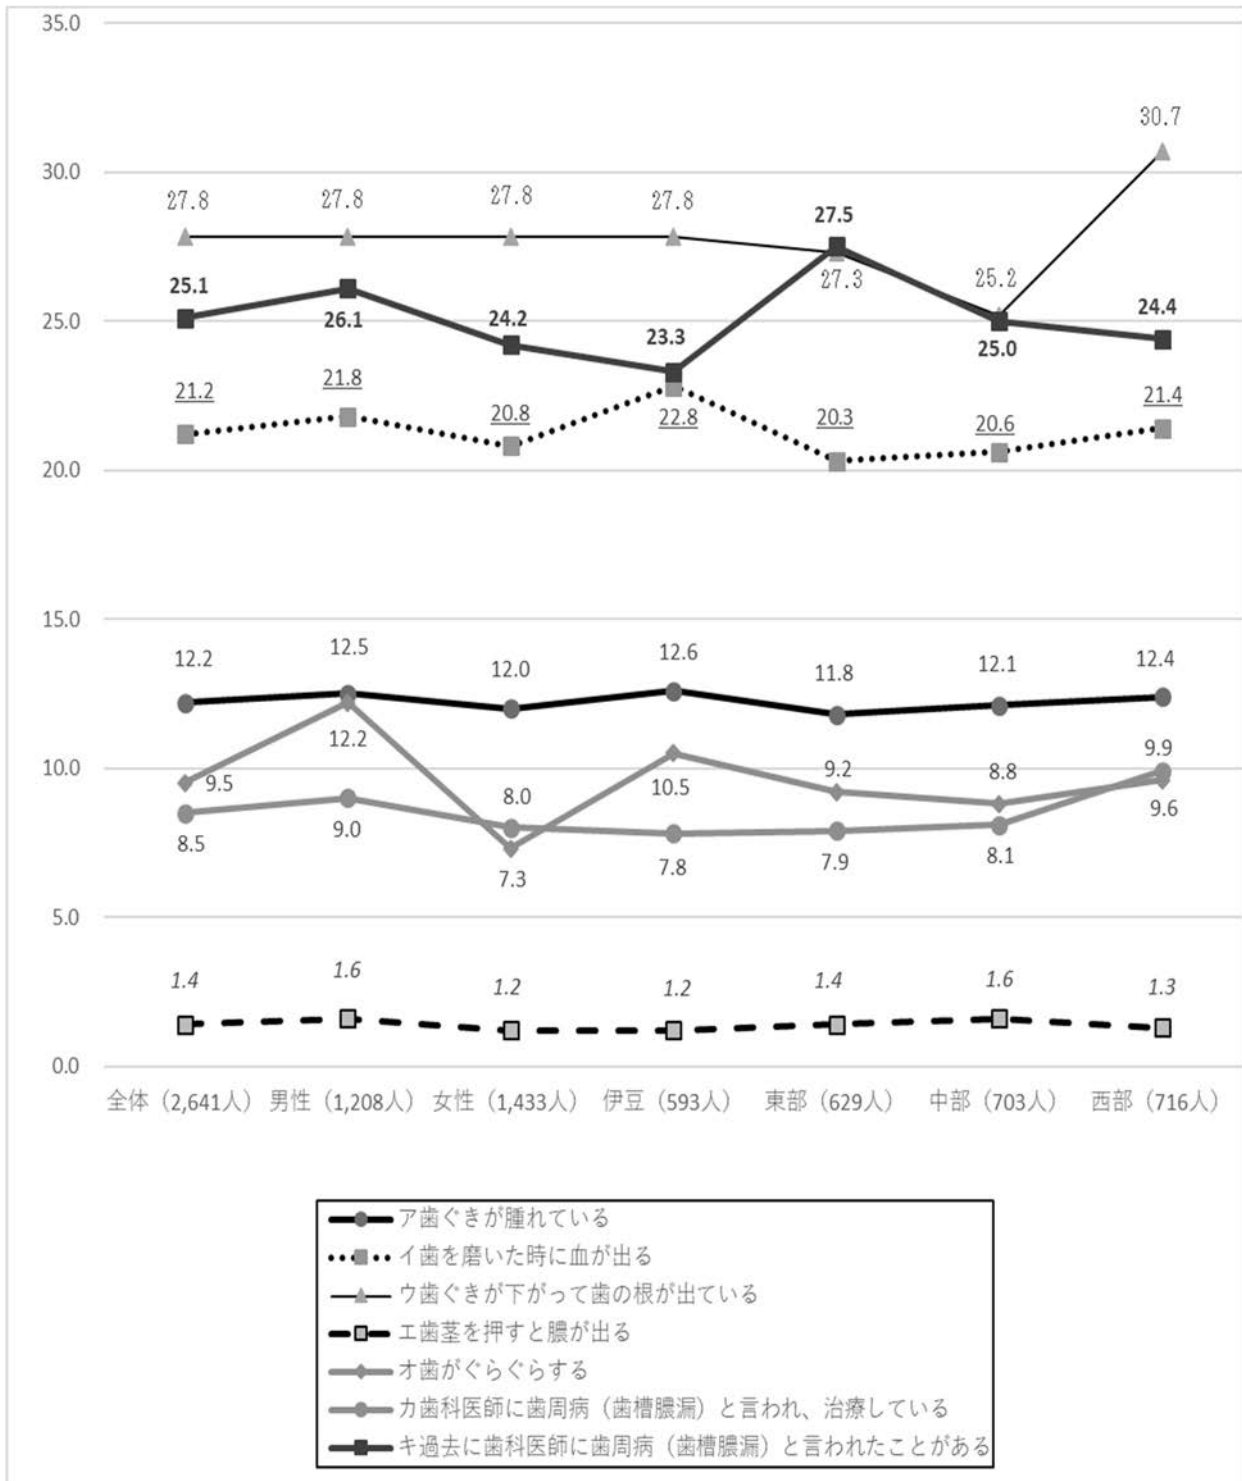 35.0
30.7
30.0
27.8 27.8 27.8 27.8 27.5
27.3 25.2
25.1 26.1 24.2 23.3 25.0 24.4
25.0
21.2 21.8 20.8 22.8 20.3 20.6 21.4
20.0
15.0
12.2 12.5 12.0 12.6 11.8 12.1 12.4
12.2 8.0 10.5 9.2 8.8 9.9
10.0
9.5 9.6
8.5 9.0 7.3 7.8 7.9 8.1
5.0
1.4 1.6 1.2 1.2 1.4 1.6 1.3
0.0
全体（2,641人） 男性（1,208人） 女性（1,433人） 伊豆（593人） 東部（629人） 中部（703人） 西部（716人）
ア歯ぐきが腫れている
イ歯を磨いた時に血が出る
ウ歯ぐきが下がって歯の根が出ている
エ歯茎を押すと膿が出る
オ歯がぐらぐらする
カ歯科医師に歯周病（歯槽膿漏）と言われ、治療している
キ過去に歯科医師に歯周病（歯槽膿漏）と言われたことがある